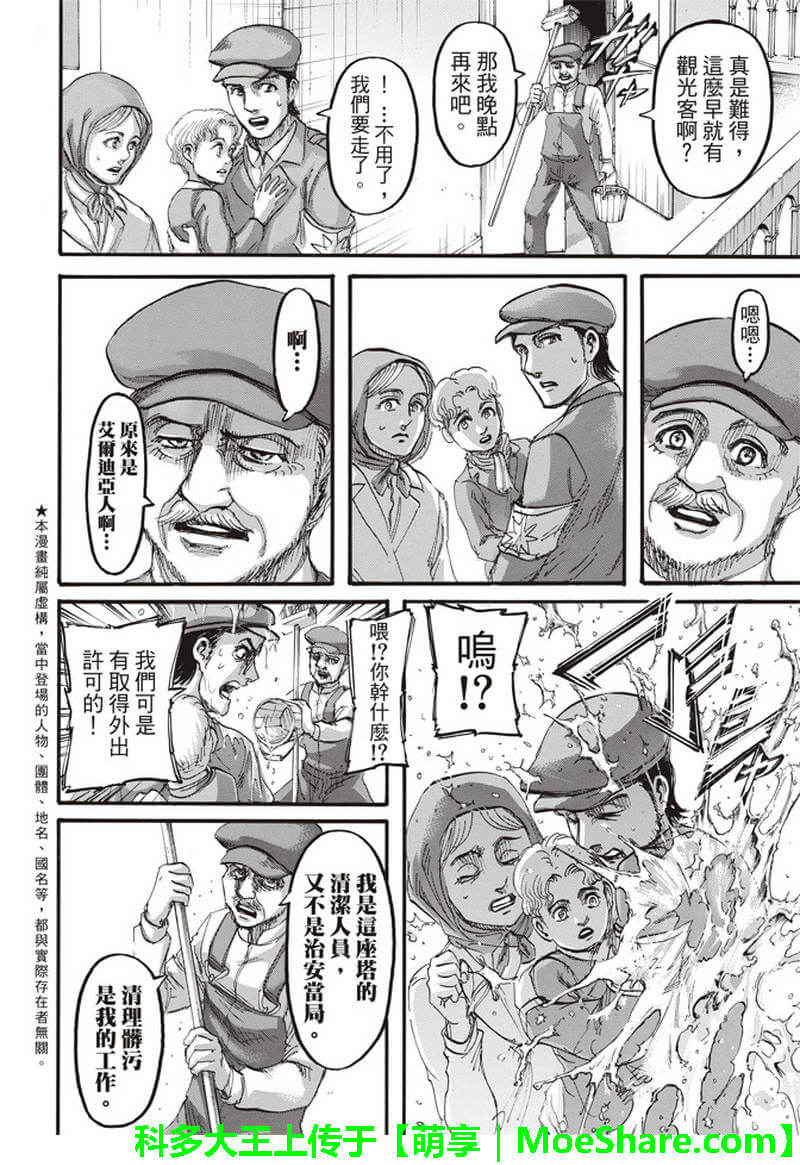 真是難得，
這麼早就有
觀光客啊？
那我晚點
再來吧。
！…不用了，
我們要走了。
嗯嗯…
啊…
原來是
艾爾迪亞人啊…
嗚!?
喂!?你幹什麼!?
我們可是
有取得外出
許可的！
我是這座塔的
清潔人員，
又不是治安當局。
清理髒污
是我的工作。
★本漫畫純屬虛構，當中登場的人物、團體、地名、國名等，都與實際存在者無關。
科多大王上传于【萌享|MoeShare.com】